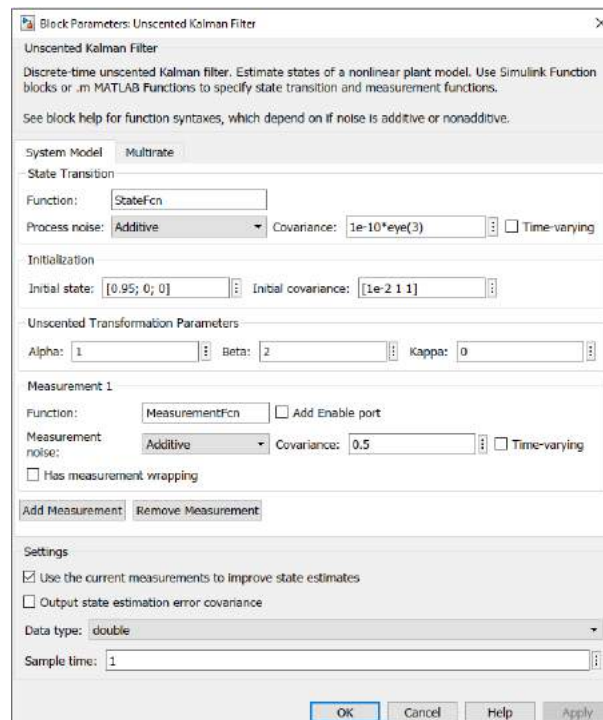 Block Parameters: Unscented Kalman Filter
Unscented Kalman Filter
Discrete-time unscented Kalman filter. Estimate states of a nonlinear plant model. Use Simulink Function
blocks or .m MATLAB Functions to specify state transition and measurement functions.
See block help for function syntaxes, which depend on if noise is additive or nonadditive.
System Model Multirate
State Transition
Function: StateFcn
Process noise: Additive Covariance: 1e-10*eye(3) Time-varying
Initialization
Initial state: [0.95; 0; 0] Initial covariance: [1e-2 1 1]
Unscented Transformation Parameters
Alpha: 1 Beta: 2 Kappa: 0
Measurement 1
Function: MeasurementFcn Add Enable port
Measurement
noise: Additive Covariance: 0.5 Time-varying
Has measurement wrapping
Add Measurement Remove Measurement
Settings
Use the current measurements to improve state estimates
Output state estimation error covariance
Data type: double
Sample time: 1
OK Cancel Help Apply